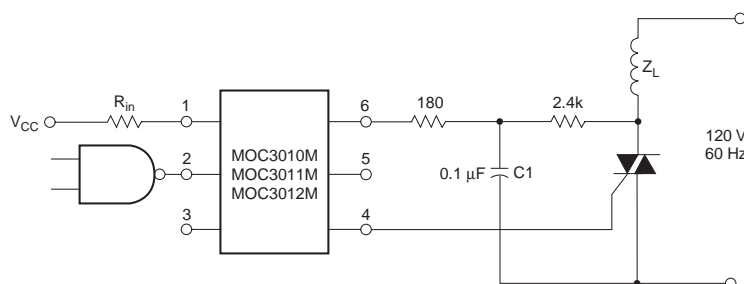 V_CC
R_in
1
2
3
MOC3010M
MOC3011M
MOC3012M
6
5
4
180
2.4k
0.1 µF
C1
Z_L
120 V
60 Hz